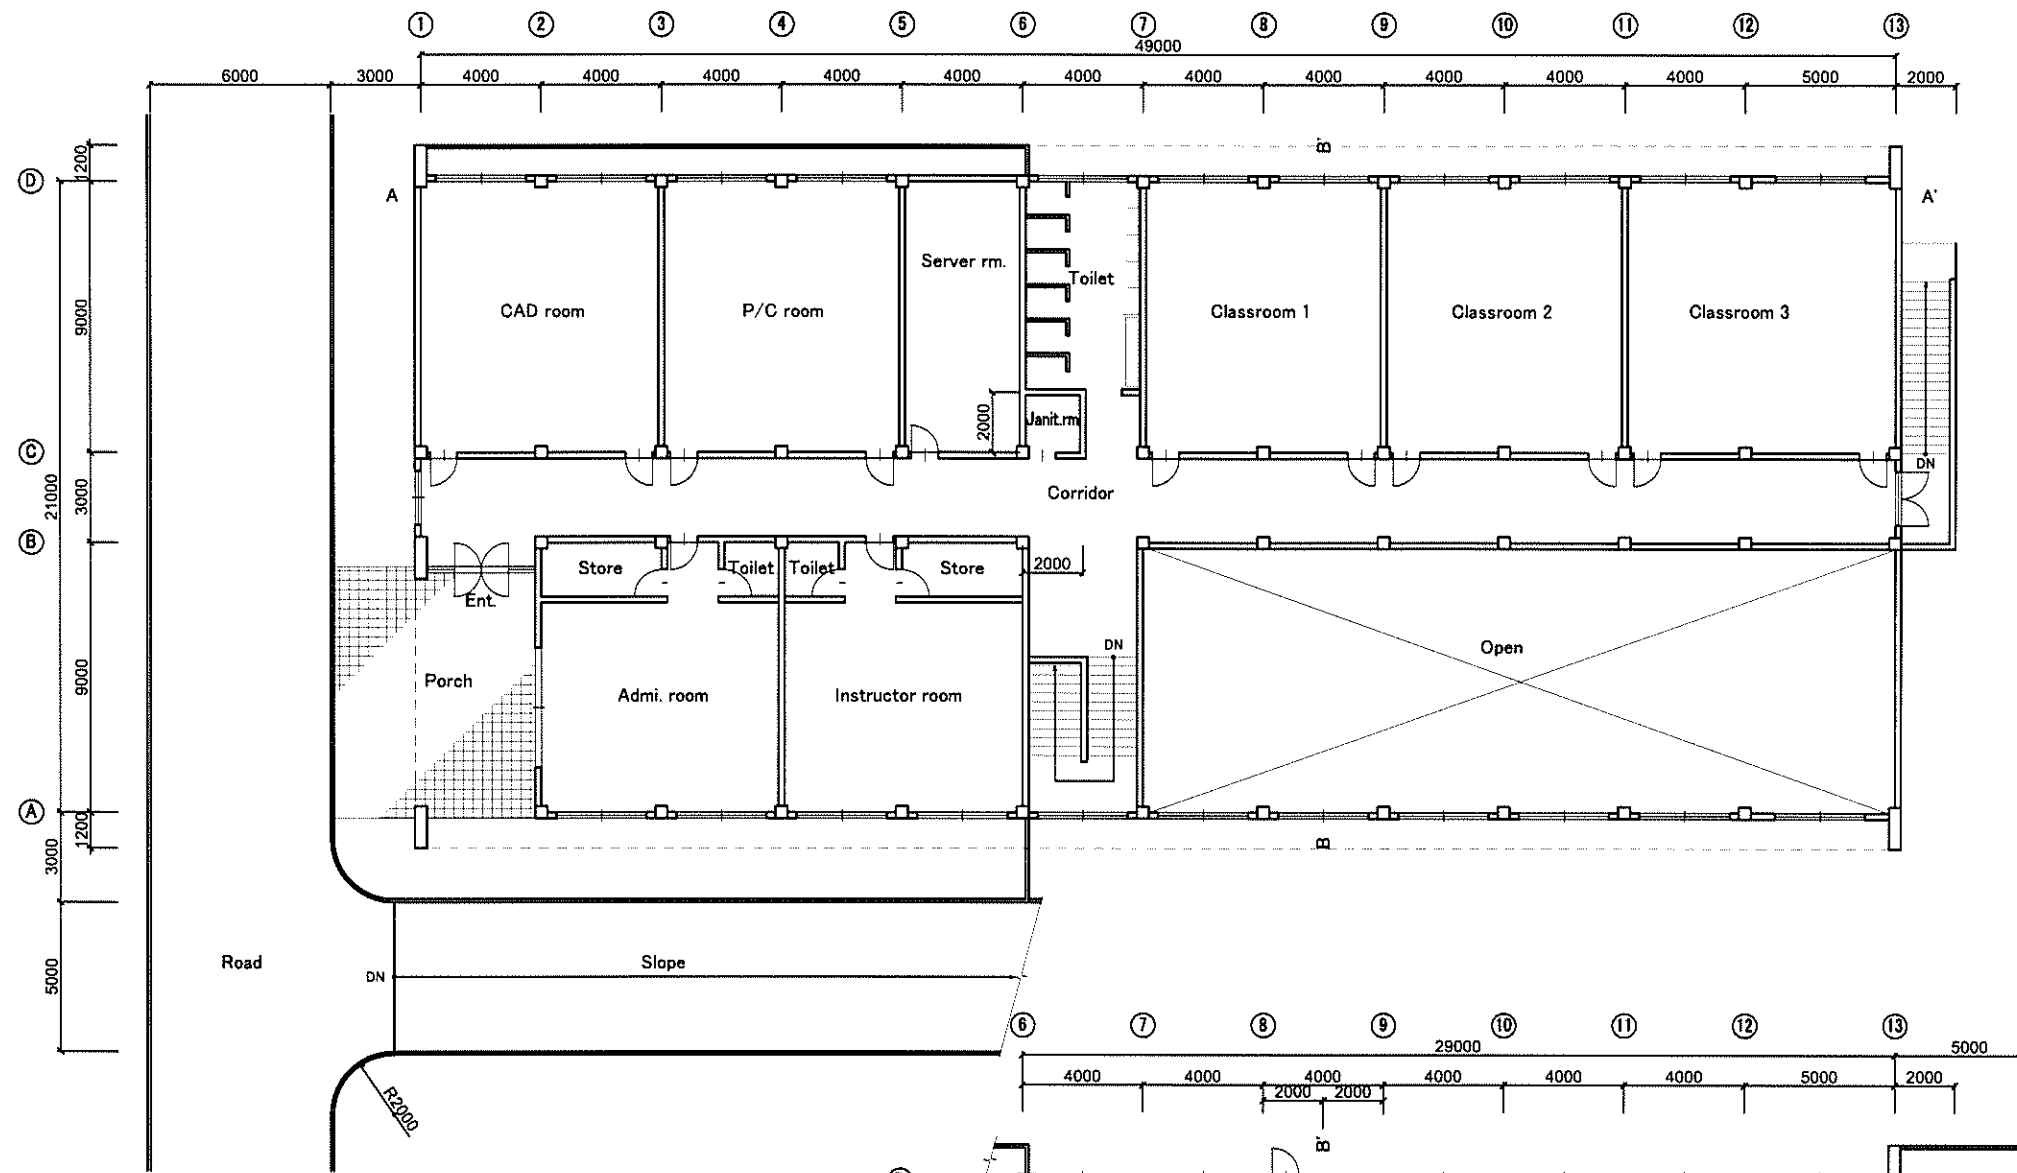 1 2 3 4 5 6 7 8 9 10 11 12 13
49000
6000 3000 4000 4000 4000 4000 4000 4000 4000 4000 4000 4000 4000 5000 2000
1200
B'
D
A
A'
Server rm.
Toilet
9000
CAD room
P/C room
Classroom 1
Classroom 2
Classroom 3
2000
Janit.rm
C
DN
21000
3000
Corridor
B
Store
Toilet
Toilet
Store
2000
Ent.
DN
Open
9000
Porch
Admi. room
Instructor room
A
1200
B
3000
Road
Slope
5000
DN
6 7 8 9 10 11 12 13
29000
5000
4000 4000 4000 4000 4000 4000 5000 2000
2000 2000
R2000
B'